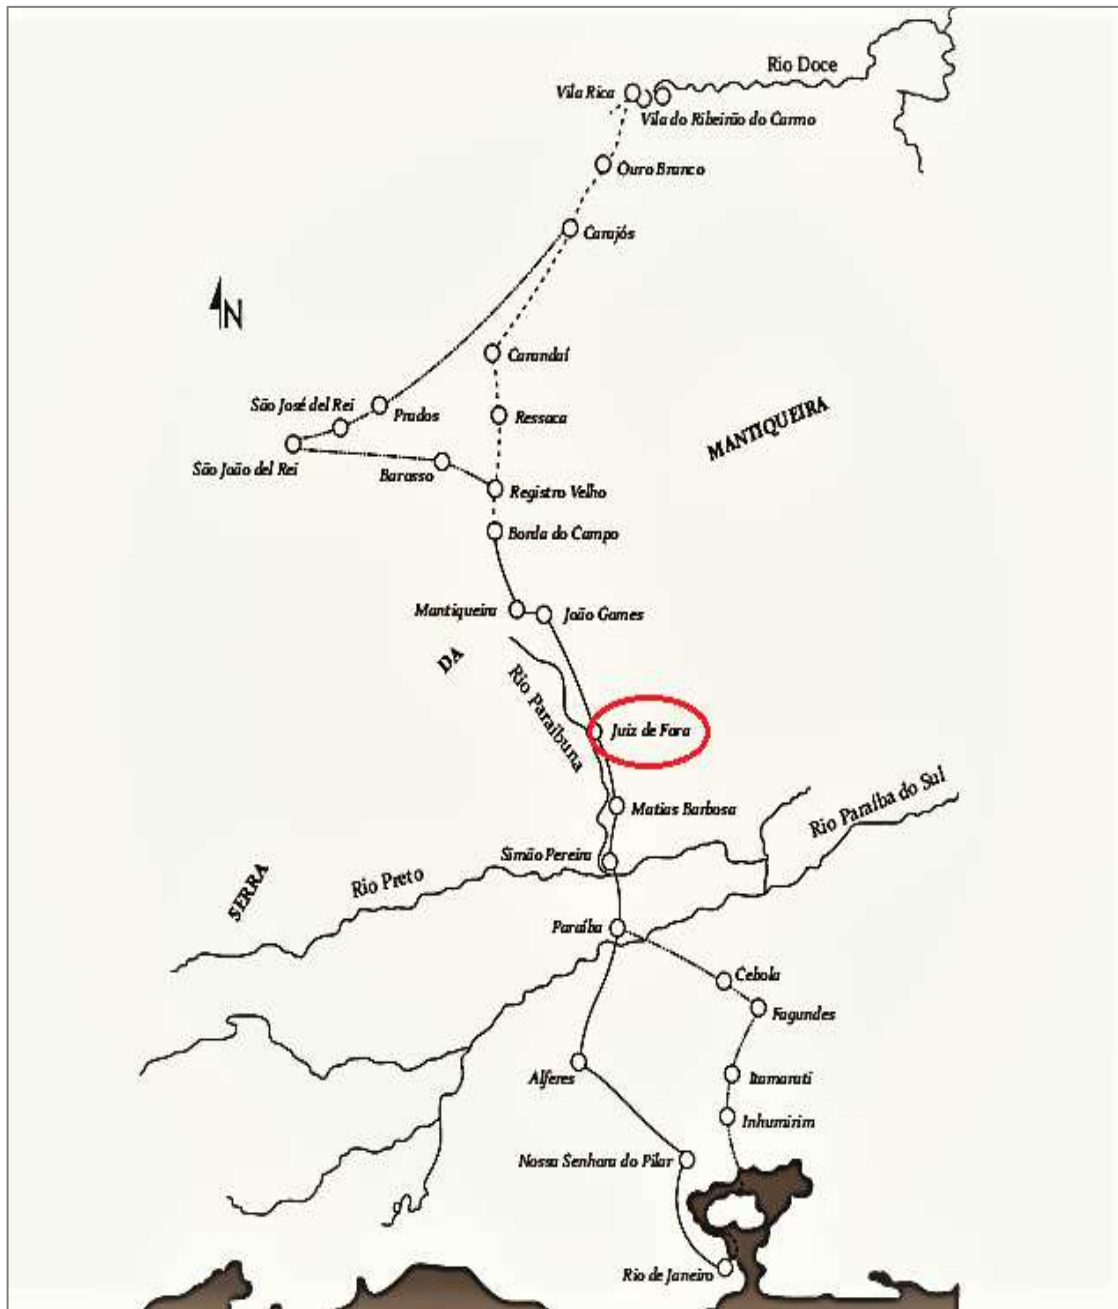 Rio Doce
Vila Rica
Vila do Ribeirão do Carmo
Ouro Branco
Carajós
N
Carandaí
São José del Rei
Prados
Ressaca
MANTIQUEIRA
São João del Rei
Barosso
Registro Velho
Borda do Campo
Mantiqueira
João Gomes
DA
Rio Paraíbuna
Juiz de Fora
Matias Barbosa
Rio Paraíba do Sul
Simão Pereira
Rio Preto
SERRA
Paraíba
Cebola
Fagundes
Alferes
Itamarati
Inhumirim
Nossa Senhora do Pilar
Rio de Janeiro